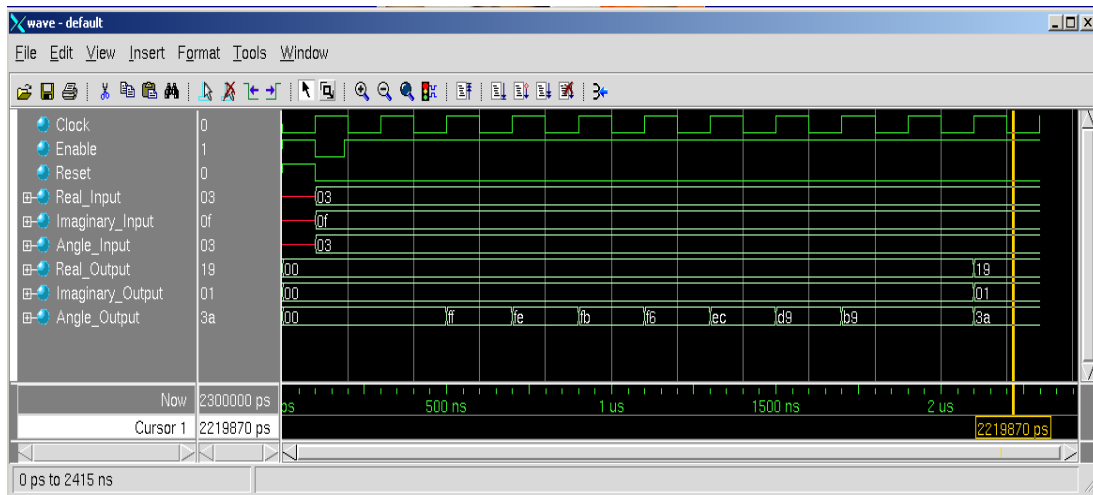 wave - default
File Edit View Insert Format Tools Window
Clock 0
Enable 1
Reset 0
Real_Input 03 03
Imaginary_Input 0f 0f
Angle_Input 03 03
Real_Output 19 00 19
Imaginary_Output 01 00 01
Angle_Output 3a 00 ff fe fb f6 ec d9 b9 3a
Now 2300000 ps ps 500 ns 1 us 1500 ns 2 us
Cursor 1 2219870 ps 2219870 ps
0 ps to 2415 ns